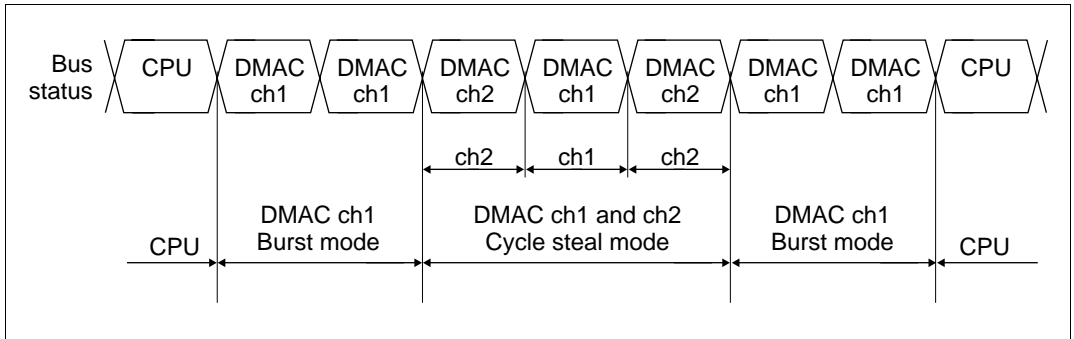 Bus status
CPU DMAC ch1 DMAC ch1 DMAC ch2 DMAC ch1 DMAC ch2 DMAC ch1 DMAC ch1 CPU
ch2 ch1 ch2
CPU
DMAC ch1
Burst mode
DMAC ch1 and ch2
Cycle steal mode
DMAC ch1
Burst mode
CPU